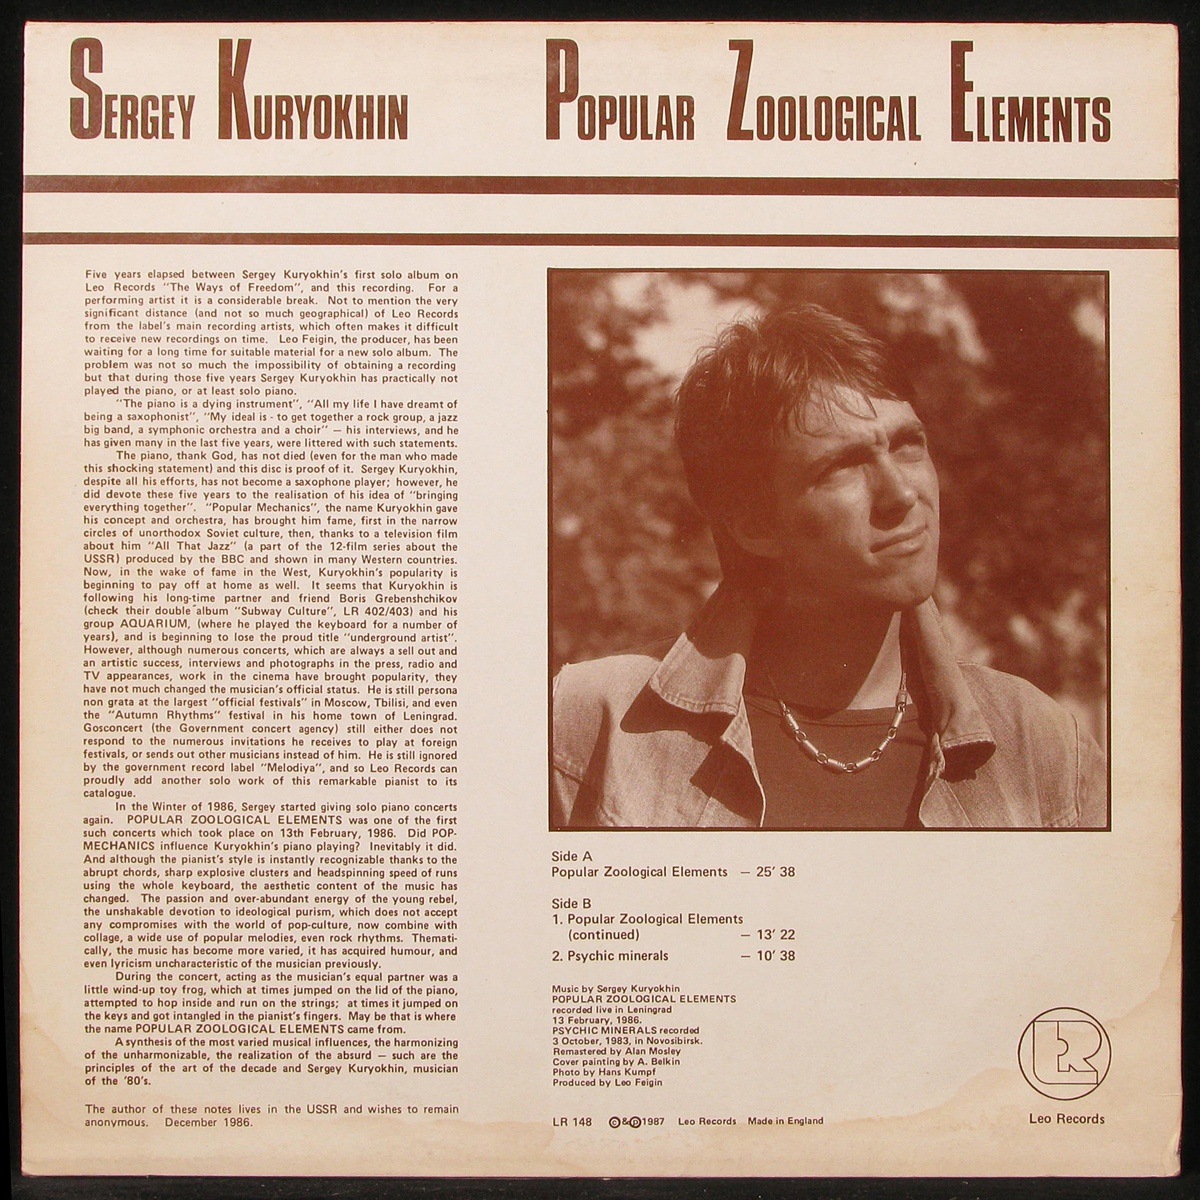 SERGEY KURYOKHIN POPULAR ZOOLOGICAL ELEMENTS
Five years elapsed between Sergey Kuryokhin's first solo album on
Leo Records "The Ways of Freedom", and this recording. For a
performing artist it is a considerable break. Not to mention the very
significant distance (and not so much geographical) of Leo Records
from the label's main recording artists, which often makes it difficult
to receive new recordings on time. Leo Feigin, the producer, has been
waiting for a long time for suitable material for a new solo album. The
problem was not so much the impossibility of obtaining a recording
but that during those five years Sergey Kuryokhin has practically not
played the piano, or at least solo piano.
"The piano is a dying instrument", "All my life I have dreamt of
being a saxophonist", "My ideal is - to get together a rock group, a jazz
big band, a symphonic orchestra and a choir" — his interviews, and he
has given many in the last five years, were littered with such statements.
The piano, thank God, has not died (even for the man who made
this shocking statement) and this disc is proof of it. Sergey Kuryokhin,
despite all his efforts, has not become a saxophone player; however, he
did devote these five years to the realisation of his idea of "bringing
everything together". "Popular Mechanics", the name Kuryokhin gave
his concept and orchestra, has brought him fame, first in the narrow
circles of unorthodox Soviet culture, then, thanks to a television film
about him "All That Jazz" (a part of the 12-film series about the
USSR) produced by the BBC and shown in many Western countries.
Now, in the wake of fame in the West, Kuryokhin's popularity is
beginning to pay off at home as well. It seems that Kuryokhin is
following his long-time partner and friend Boris Grebenshchikov
(check their double album "Subway Culture", LR 402/403) and his
group AQUARIUM, (where he played the keyboard for a number of
years), and is beginning to lose the proud title "underground artist".
However, although numerous concerts, which are always a sell out and
an artistic success, interviews and photographs in the press, radio and
TV appearances, work in the cinema have brought popularity, they
have not much changed the musician's official status. He is still persona
non grata at the largest "official festivals" in Moscow, Tbilisi, and even
the "Autumn Rhythms" festival in his home town of Leningrad.
Gosconcert (the Government concert agency) still either does not
respond to the numerous invitations he receives to play at foreign
festivals, or sends out other musicians instead of him. He is still ignored
by the government record label "Melodiya", and so Leo Records can
proudly add another solo work of this remarkable pianist to its
catalogue.
In the Winter of 1986, Sergey started giving solo piano concerts
again. POPULAR ZOOLOGICAL ELEMENTS was one of the first
such concerts which took place on 13th February, 1986. Did POP-
MECHANICS influence Kuryokhin's piano playing? Inevitably it did.
And although the pianist's style is instantly recognizable thanks to the
abrupt chords, sharp explosive clusters and headspinning speed of runs
using the whole keyboard, the aesthetic content of the music has
changed. The passion and over-abundant energy of the young rebel,
the unshakable devotion to ideological purism, which does not accept
any compromises with the world of pop-culture, now combine with
collage, a wide use of popular melodies, even rock rhythms. Themati-
cally, the music has become more varied, it has acquired humour, and
even lyricism uncharacteristic of the musician previously.
During the concert, acting as the musician's equal partner was a
little wind-up toy frog, which at times jumped on the lid of the piano,
attempted to hop inside and run on the strings; at times it jumped on
the keys and got intangled in the pianist's fingers. May be that is where
the name POPULAR ZOOLOGICAL ELEMENTS came from.
A synthesis of the most varied musical influences, the harmonizing
of the unharmonizable, the realization of the absurd — such are the
principles of the art of the decade and Sergey Kuryokhin, musician
of the '80's.
The author of these notes lives in the USSR and wishes to remain
anonymous. December 1986.
Side A
Popular Zoological Elements — 25' 38
Side B
1. Popular Zoological Elements
(continued) — 13' 22
2. Psychic minerals — 10' 38
Music by Sergey Kuryokhin
POPULAR ZOOLOGICAL ELEMENTS
recorded live in Leningrad
13 February, 1986.
PSYCHIC MINERALS recorded
3 October, 1983, in Novosibirsk.
Remastered by Alan Mosley
Cover painting by A. Belkin
Photo by Hans Kumpf
Produced by Leo Feigin
LR 148 ©&℗1987 Leo Records Made in England
LR
Leo Records